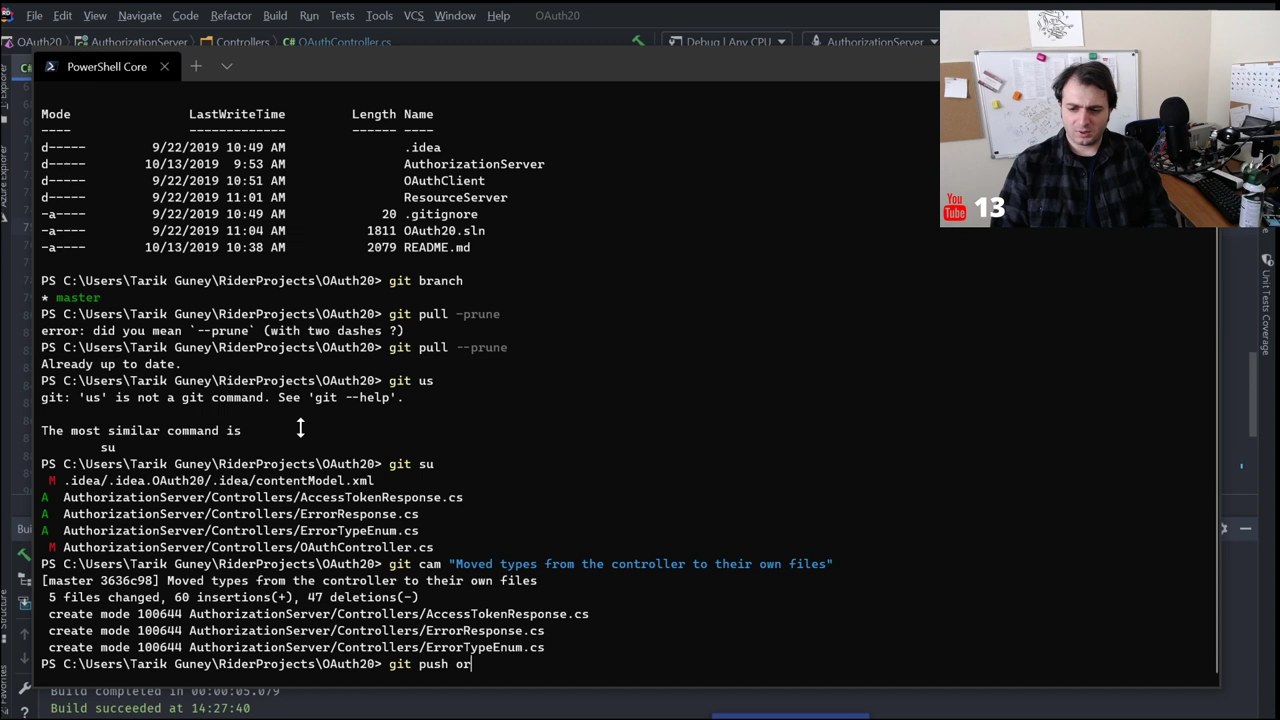 File Edit View Navigate Code Refactor Build Run Tests Tools VCS Window Help OAuth20
OAuth20 AuthorizationServer Controllers OAuthController.cs Debug | Any CPU AuthorizationServer
PowerShell Core
Mode LastWriteTime Length Name
---- ------------- ------ ----
d----- 9/22/2019 10:49 AM .idea
d----- 10/13/2019 9:53 AM AuthorizationServer
d----- 9/22/2019 10:51 AM OAuthClient
d----- 9/22/2019 11:01 AM ResourceServer
-a---- 9/22/2019 10:49 AM 20 .gitignore
-a---- 9/22/2019 11:04 AM 1811 OAuth20.sln
-a---- 10/13/2019 10:38 AM 2079 README.md
PS C:\Users\Tarik Guney\RiderProjects\OAuth20> git branch
* master
PS C:\Users\Tarik Guney\RiderProjects\OAuth20> git pull -prune
error: did you mean `--prune` (with two dashes ?)
PS C:\Users\Tarik Guney\RiderProjects\OAuth20> git pull --prune
Already up to date.
PS C:\Users\Tarik Guney\RiderProjects\OAuth20> git us
git: 'us' is not a git command. See 'git --help'.
The most similar command is
su
PS C:\Users\Tarik Guney\RiderProjects\OAuth20> git su
M .idea/.idea.OAuth20/.idea/contentModel.xml
A AuthorizationServer/Controllers/AccessTokenResponse.cs
A AuthorizationServer/Controllers/ErrorResponse.cs
A AuthorizationServer/Controllers/ErrorTypeEnum.cs
M AuthorizationServer/Controllers/OAuthController.cs
PS C:\Users\Tarik Guney\RiderProjects\OAuth20> git cam "Moved types from the controller to their own files"
[master 3636c98] Moved types from the controller to their own files
5 files changed, 60 insertions(+), 47 deletions(-)
create mode 100644 AuthorizationServer/Controllers/AccessTokenResponse.cs
create mode 100644 AuthorizationServer/Controllers/ErrorResponse.cs
create mode 100644 AuthorizationServer/Controllers/ErrorTypeEnum.cs
PS C:\Users\Tarik Guney\RiderProjects\OAuth20> git push or
Build completed in 00:00:05.079
Build succeeded at 14:27:40
You Tube 13
Unit Tests Coverage
Structure